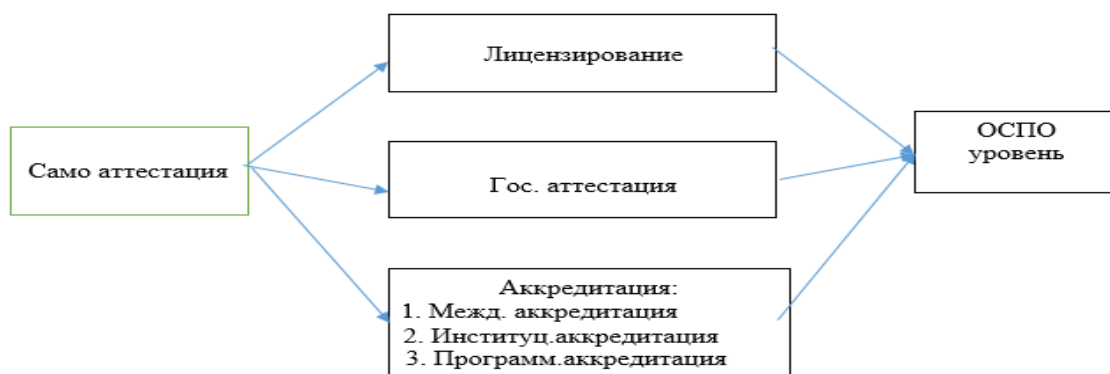 Лицензирование
Само аттестация
Гос. аттестация
ОСПО
уровень
Аккредитация:
1. Межд. аккредитация
2. Институц.аккредитация
3. Программ.аккредитация